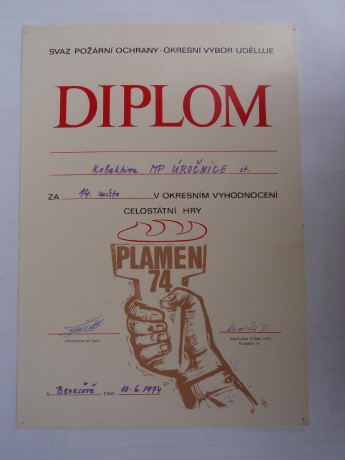 SVAZ POŽÁRNÍ OCHRANY - OKRESNÍ VÝBOR UDĚLUJE
DIPLOM
Kolektivu MP ÚROČNICE st.
ZA 14. místo V OKRESNÍM VYHODNOCENÍ
CELOSTÁTNÍ HRY
PLAMEN
74
V Benešově DNE 18.6.1974